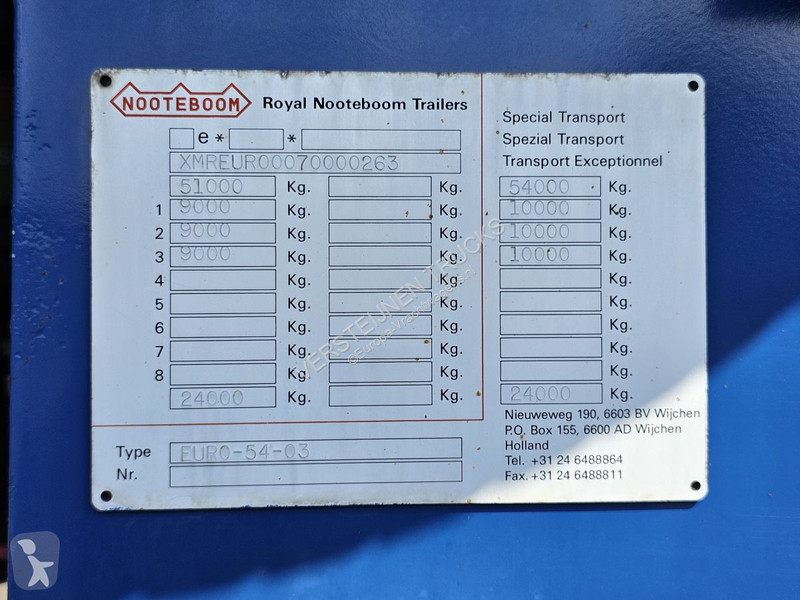 NOOTEBOOM Royal Nooteboom Trailers
Special Transport
Spezial Transport
Transport Exceptionnel
e* *
XMREUR00070000263
51000 Kg. Kg. 54000 Kg.
1 9000 Kg. Kg. 10000 Kg.
2 9000 Kg. Kg. 10000 Kg.
3 9000 Kg. Kg. 10000 Kg.
4 Kg. Kg. Kg.
5 Kg. Kg. Kg.
6 Kg. Kg. Kg.
7 Kg. Kg. Kg.
8 Kg. Kg. Kg.
24000 Kg. Kg. 24000 Kg.
Type EURO-54-03
Nr.
Nieuweweg 190, 6603 BV Wijchen
P.O. Box 155, 6600 AD Wijchen
Holland
Tel. +31 24 6488864
Fax. +31 24 6488811
VERSTEIJNEN TRUCKS